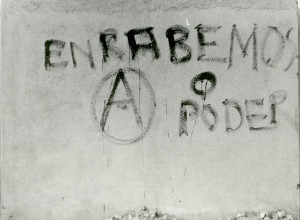 ENRABEMOS
Ⓐ O
PODER